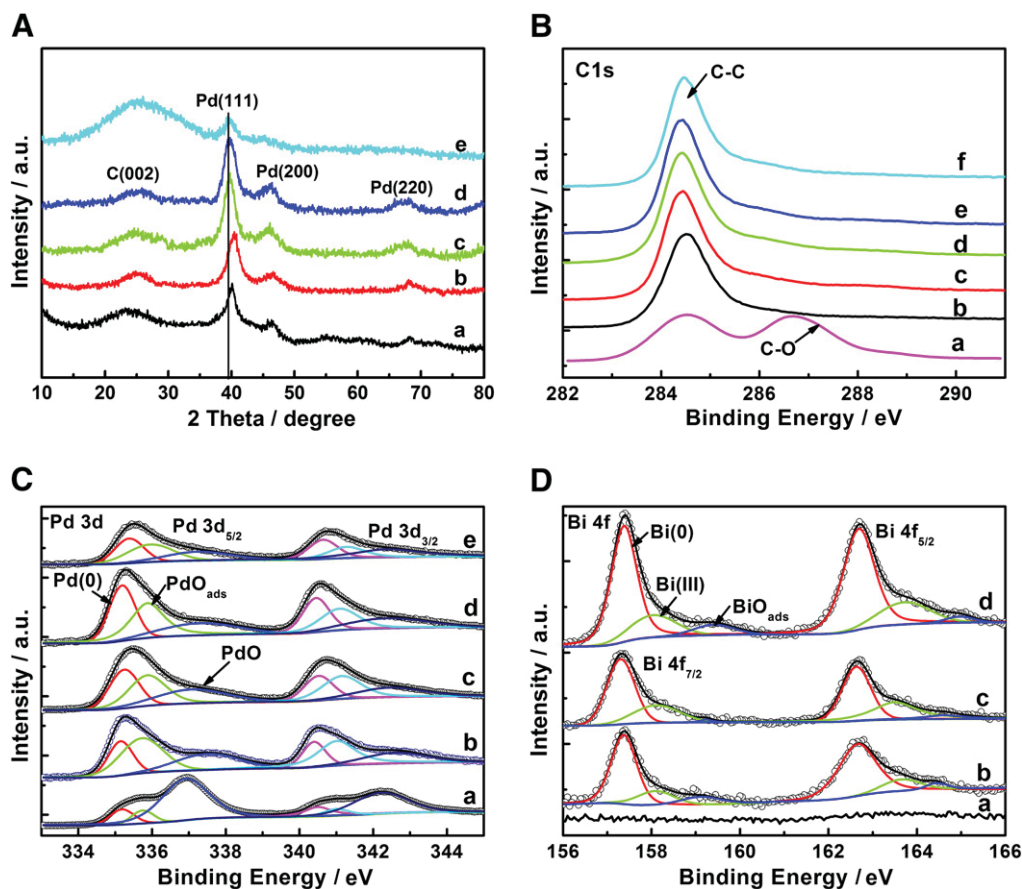 A
Intensity / a.u.
Pd(111)
C(002)
Pd(200)
Pd(220)
e
d
c
b
a
10 20 30 40 50 60 70 80
2 Theta / degree
B
Intensity / a.u.
C1s
C-C
C-O
f
e
d
c
b
a
282 284 286 288 290
Binding Energy / eV
C
Intensity / a.u.
Pd 3d
Pd 3d5/2
Pd 3d3/2
Pd(0)
PdOads
PdO
e
d
c
b
a
334 336 338 340 342 344
Binding Energy / eV
D
Intensity / a.u.
Bi 4f
Bi(0)
Bi 4f5/2
Bi(III)
BiOads
Bi 4f7/2
d
c
b
a
156 158 160 162 164 166
Binding Energy / eV